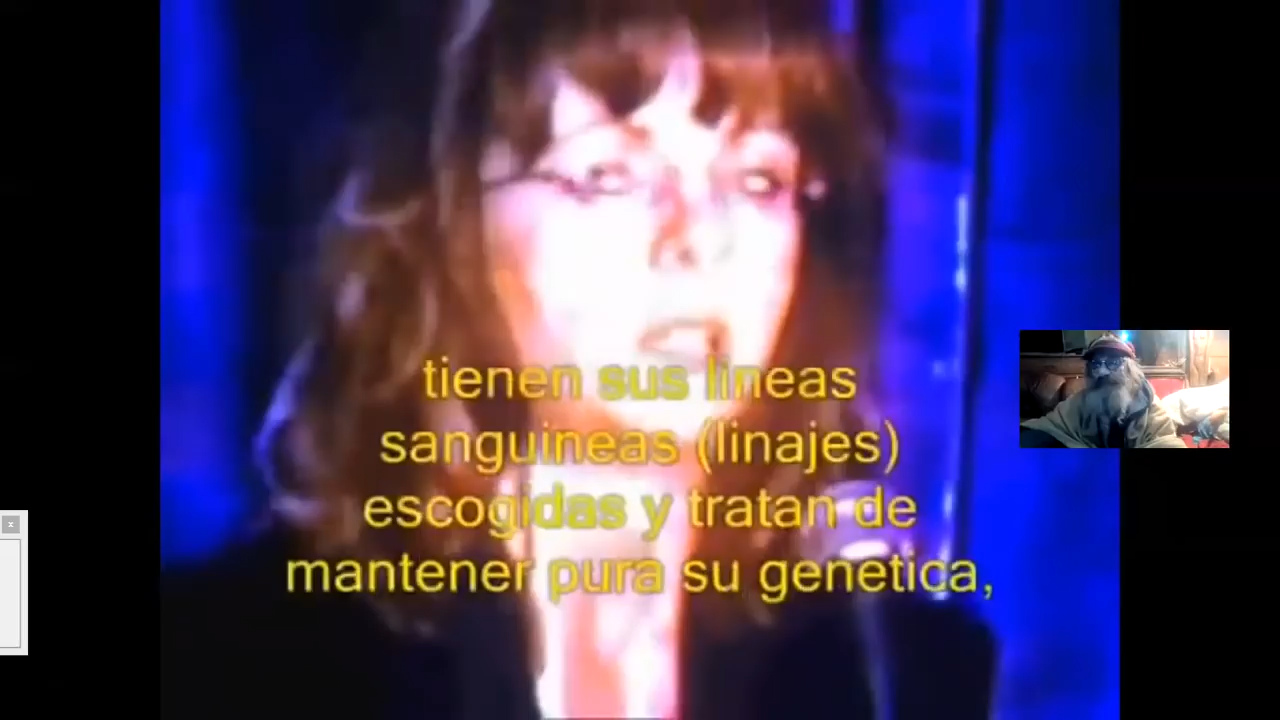 tienen sus lineas
sanguineas (linajes)
escogidas y tratan de
mantener pura su genetica,